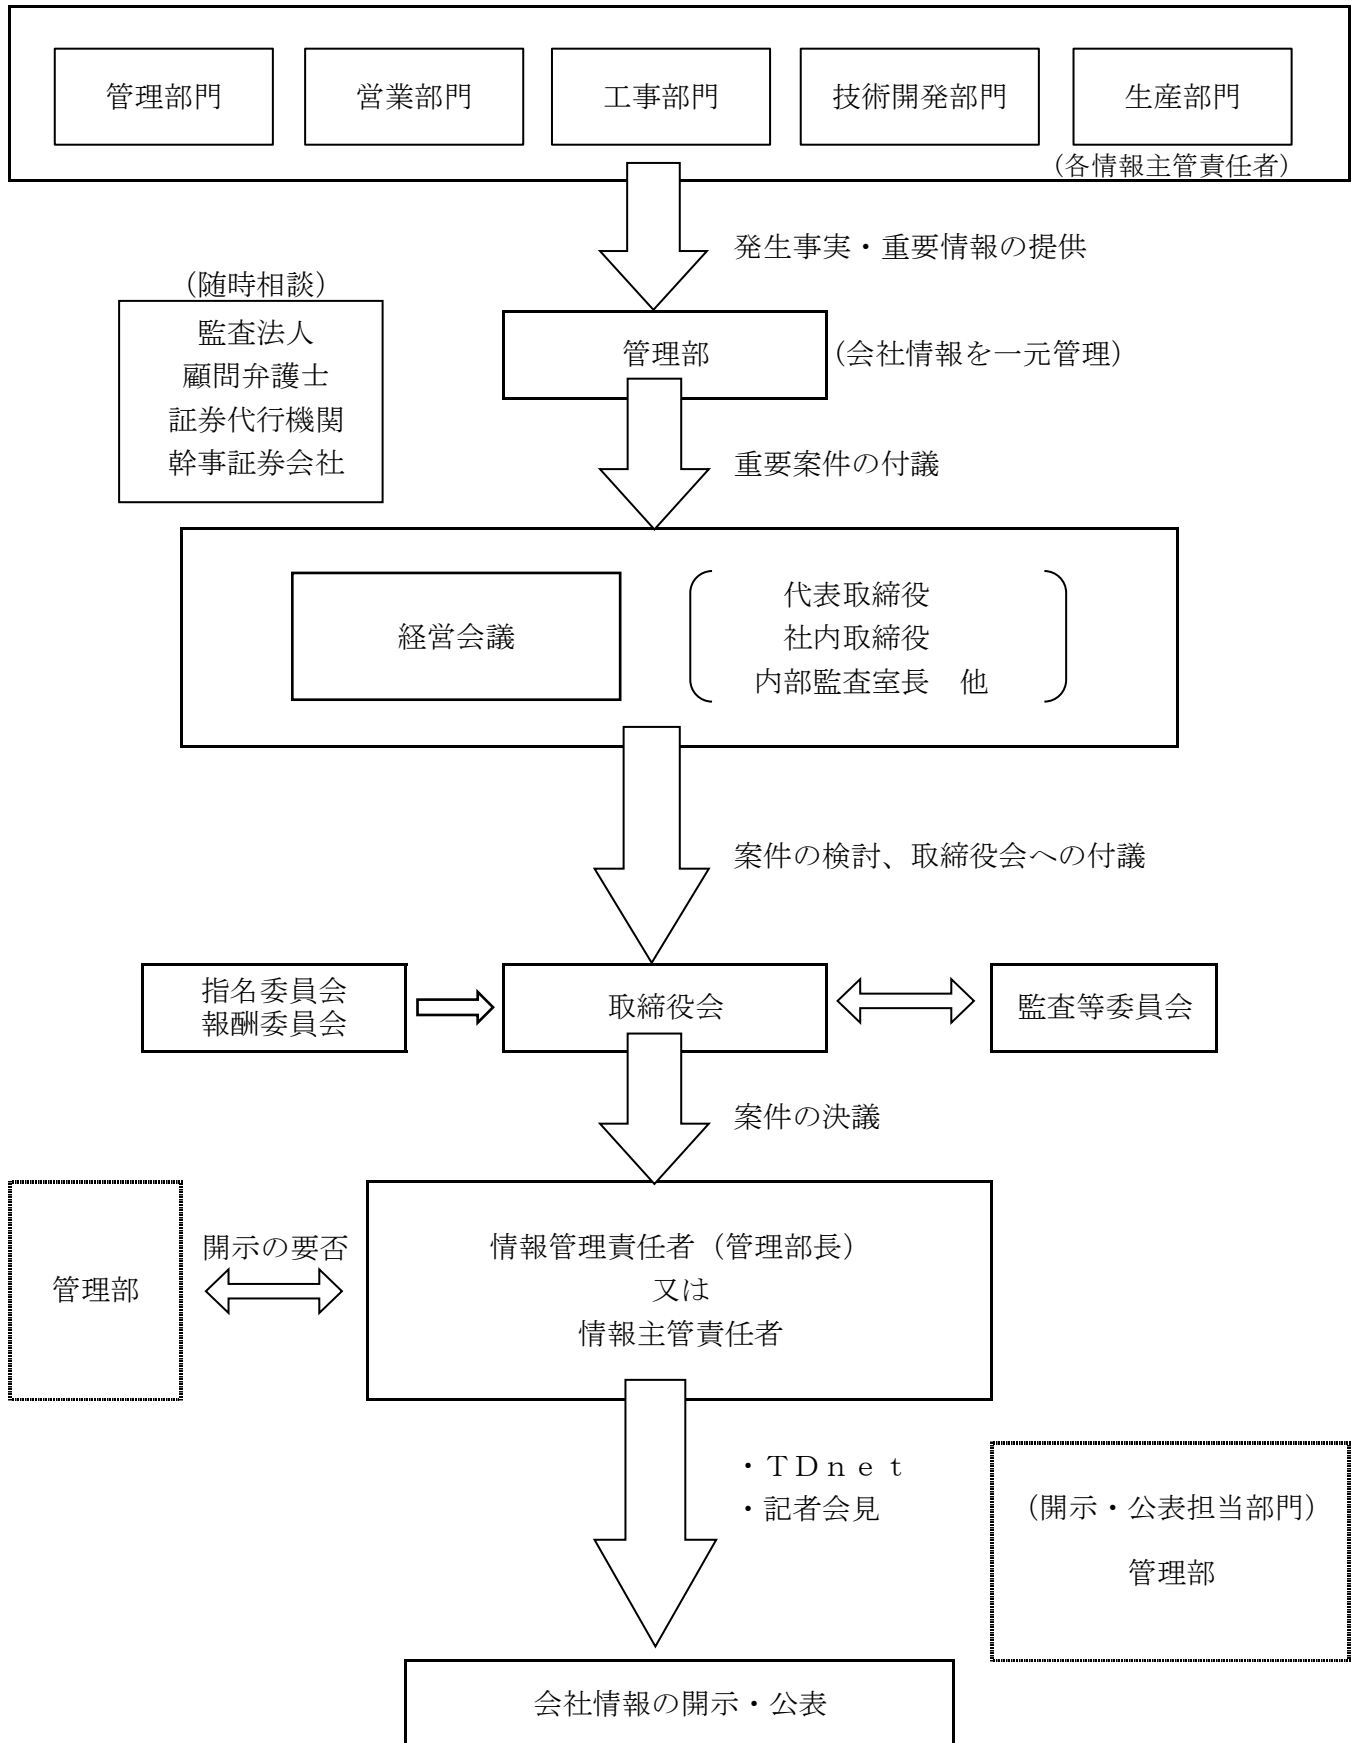 管理部門
営業部門
工事部門
技術開発部門
生産部門
（各情報主管責任者）
発生事実・重要情報の提供
（随時相談）
監査法人
顧問弁護士
証券代行機関
幹事証券会社
管理部
（会社情報を一元管理）
重要案件の付議
経営会議
代表取締役
社内取締役
内部監査室長　他
案件の検討、取締役会への付議
指名委員会
報酬委員会
取締役会
監査等委員会
案件の決議
管理部
開示の要否
情報管理責任者（管理部長）
又は
情報主管責任者
・ＴＤｎｅｔ
・記者会見
（開示・公表担当部門）
管理部
会社情報の開示・公表